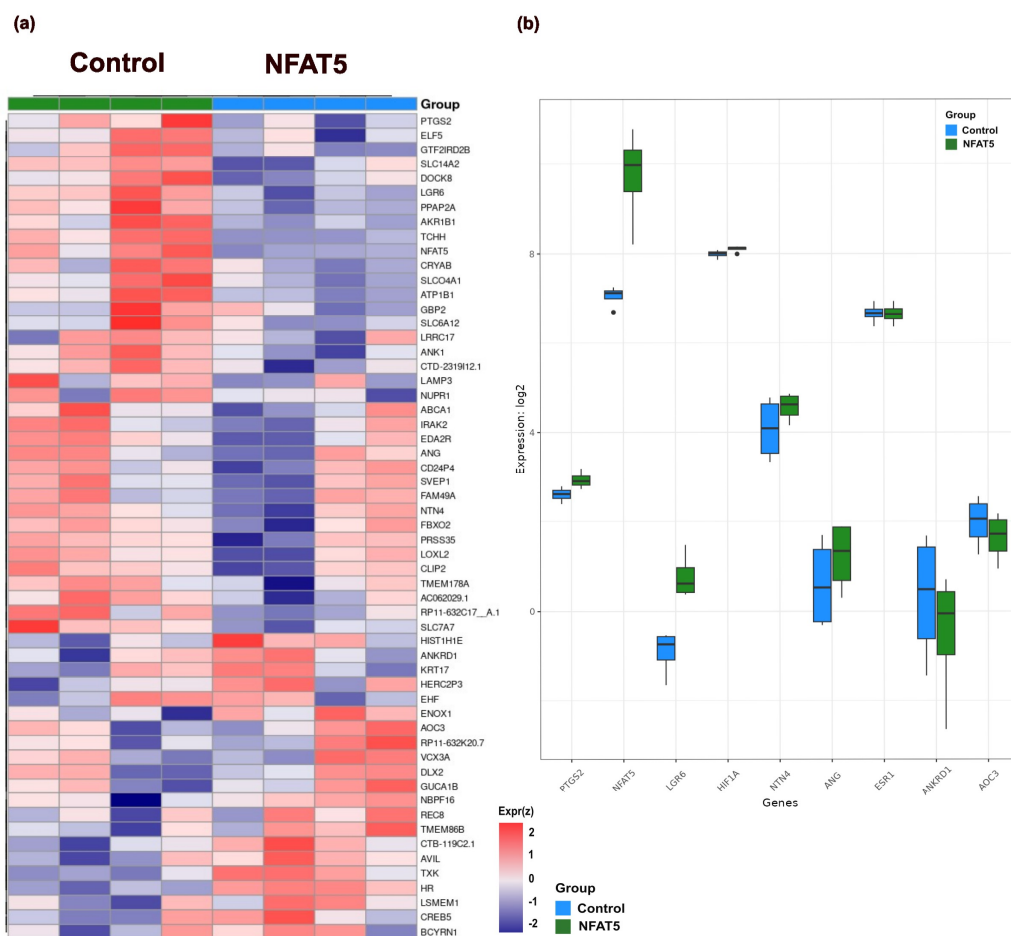 (a)
Control NFAT5
Group
PTGS2
ELF5
GTF2IRD2B
SLC14A2
DOCK8
LGR6
PPAP2A
AKR1B1
TCHH
NFAT5
CRYAB
SLCO4A1
ATP1B1
GBP2
SLC6A12
LRRC17
ANK1
CTD-2319I12.1
LAMP3
NUPR1
ABCA1
IRAK2
EDA2R
ANG
CD24P4
SVEP1
FAM49A
NTN4
FBXO2
PRSS35
LOXL2
CLIP2
TMEM178A
AC062029.1
RP11-632C17__A.1
SLC7A7
HIST1H1E
ANKRD1
KRT17
HERC2P3
EHF
ENOX1
AOC3
RP11-632K20.7
VCX3A
DLX2
GUCA1B
NBPF16
REC8
TMEM86B
CTB-119C2.1
AVIL
TXK
HR
LSMEM1
CREB5
BCYRN1
Expr(z)
2
1
0
-1
-2
Group
Control
NFAT5
(b)
Group
Control
NFAT5
Expression: log2
8
4
0
PTGS2
NFAT5
LGR6
HIF1A
NTN4
ANG
ESR1
ANKRD1
AOC3
Genes